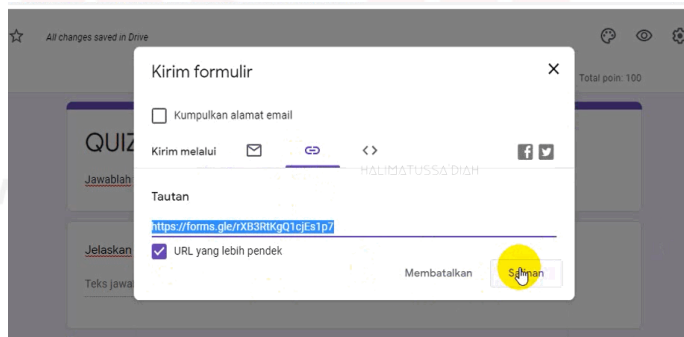 All changes saved in Drive
Total poin: 100
Kirim formulir
Kumpulkan alamat email
QUIZ
Kirim melalui
HALIMATUSSA'DIAH
Jawablah
Tautan
https://forms.gle/rXB3RtKgQ1cjEs1p7
Jelaskan
URL yang lebih pendek
Teks jawa
Membatalkan
Salinan